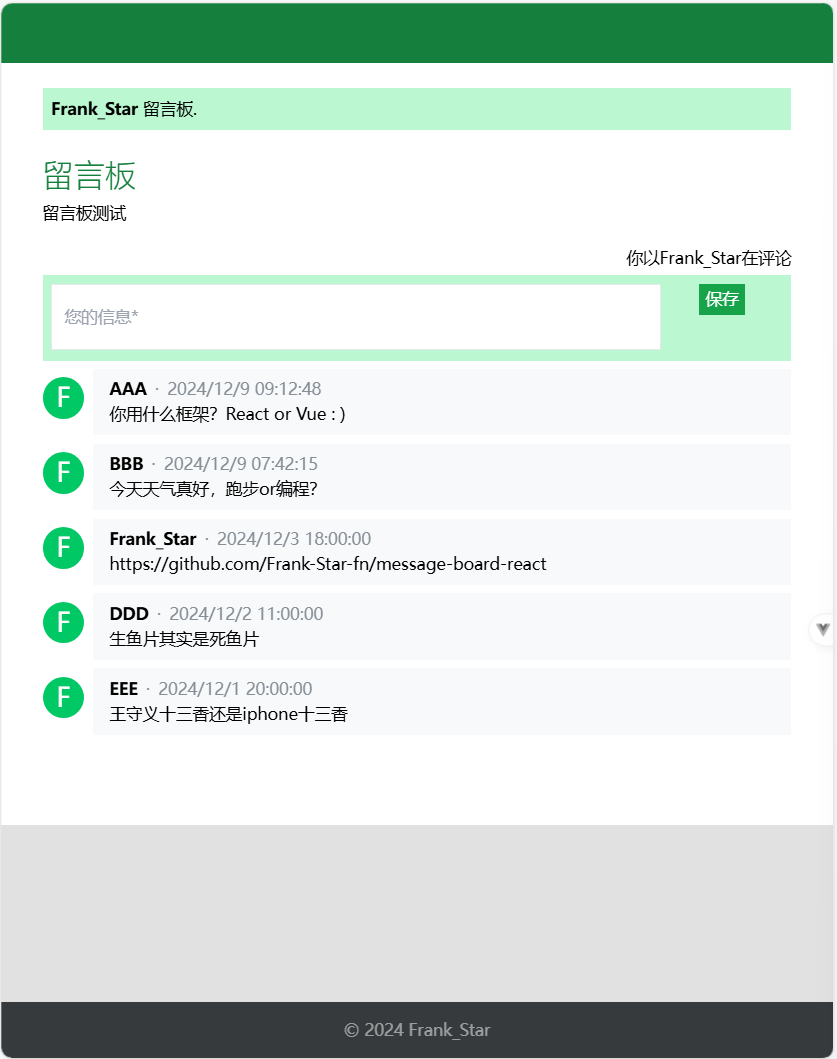 Frank_Star 留言板.
留言板
留言板测试
你以Frank_Star在评论
您的信息*
保存
F
AAA · 2024/12/9 09:12:48
你用什么框架？React or Vue : )
F
BBB · 2024/12/9 07:42:15
今天天气真好，跑步or编程？
F
Frank_Star · 2024/12/3 18:00:00
https://github.com/Frank-Star-fn/message-board-react
F
DDD · 2024/12/2 11:00:00
生鱼片其实是死鱼片
F
EEE · 2024/12/1 20:00:00
王守义十三香还是iphone十三香
© 2024 Frank_Star